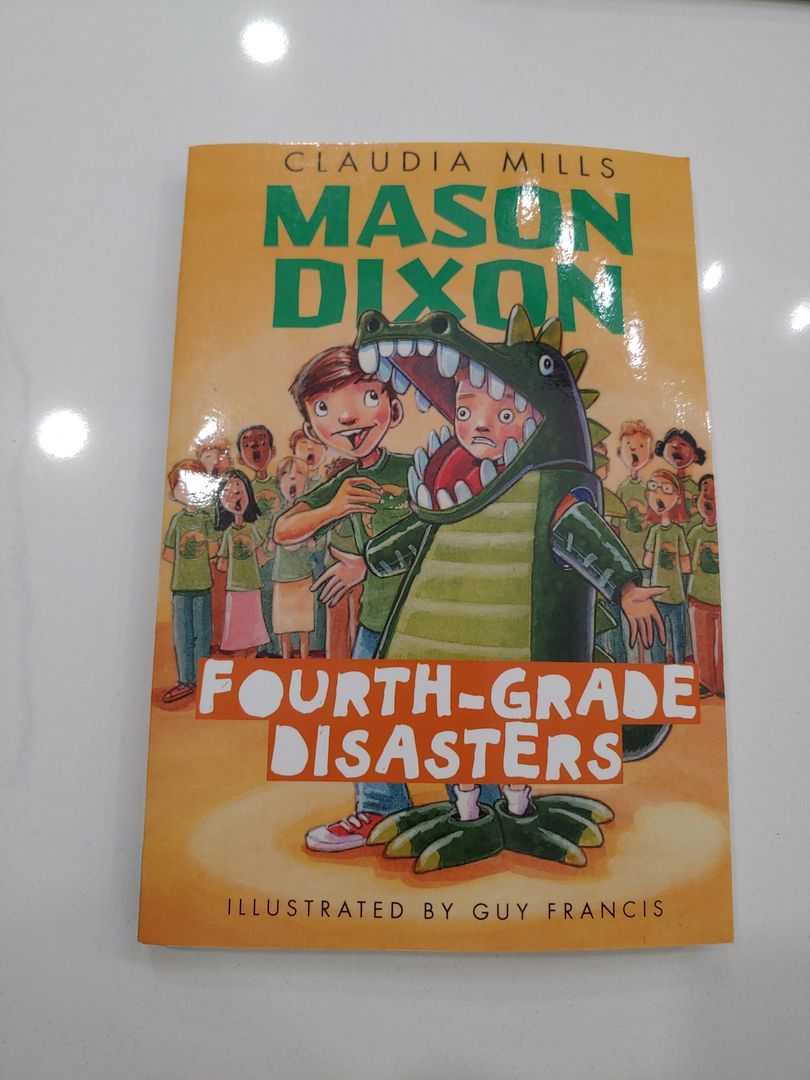 CLAUDIA MILLS
MASON
DIXON
FOURTH-GRADE
DISASTERS
ILLUSTRATED BY GUY FRANCIS